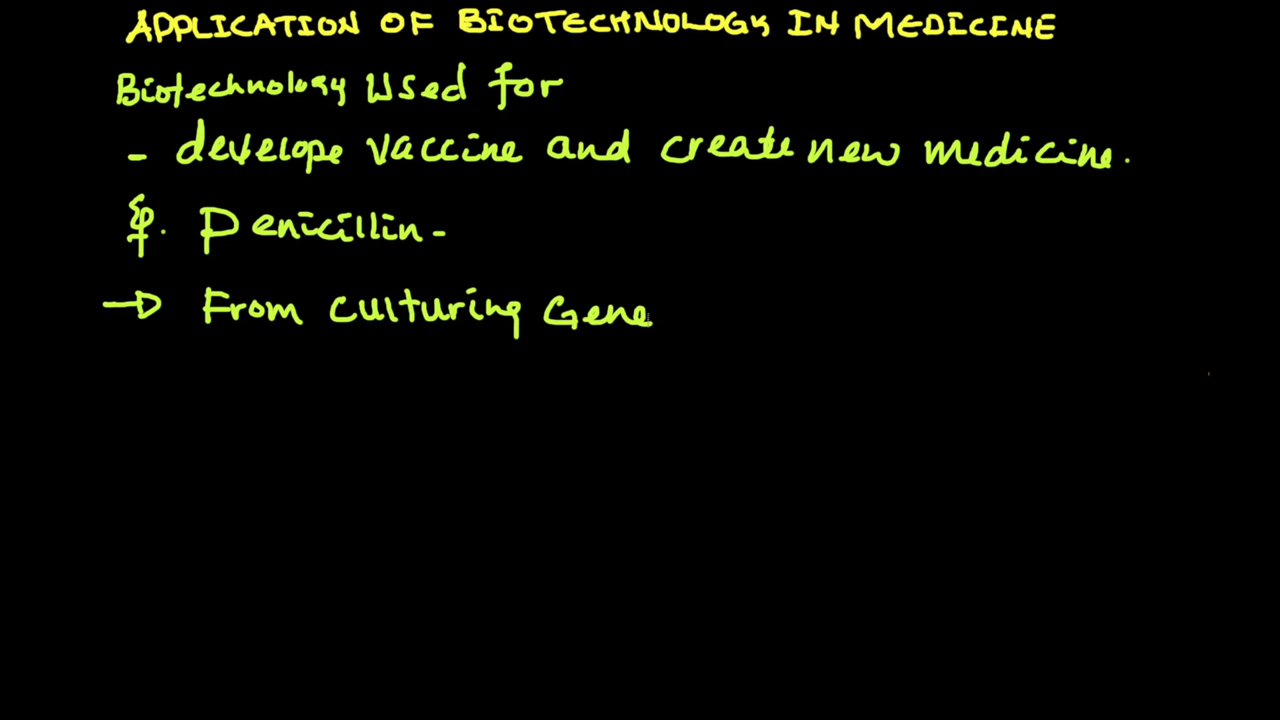 APPLICATION OF BIOTECHNOLOGY IN MEDICINE
Biotechnology Used for
- develope vaccine and create new medicine.
Penicillin -
→ From culturing Gene